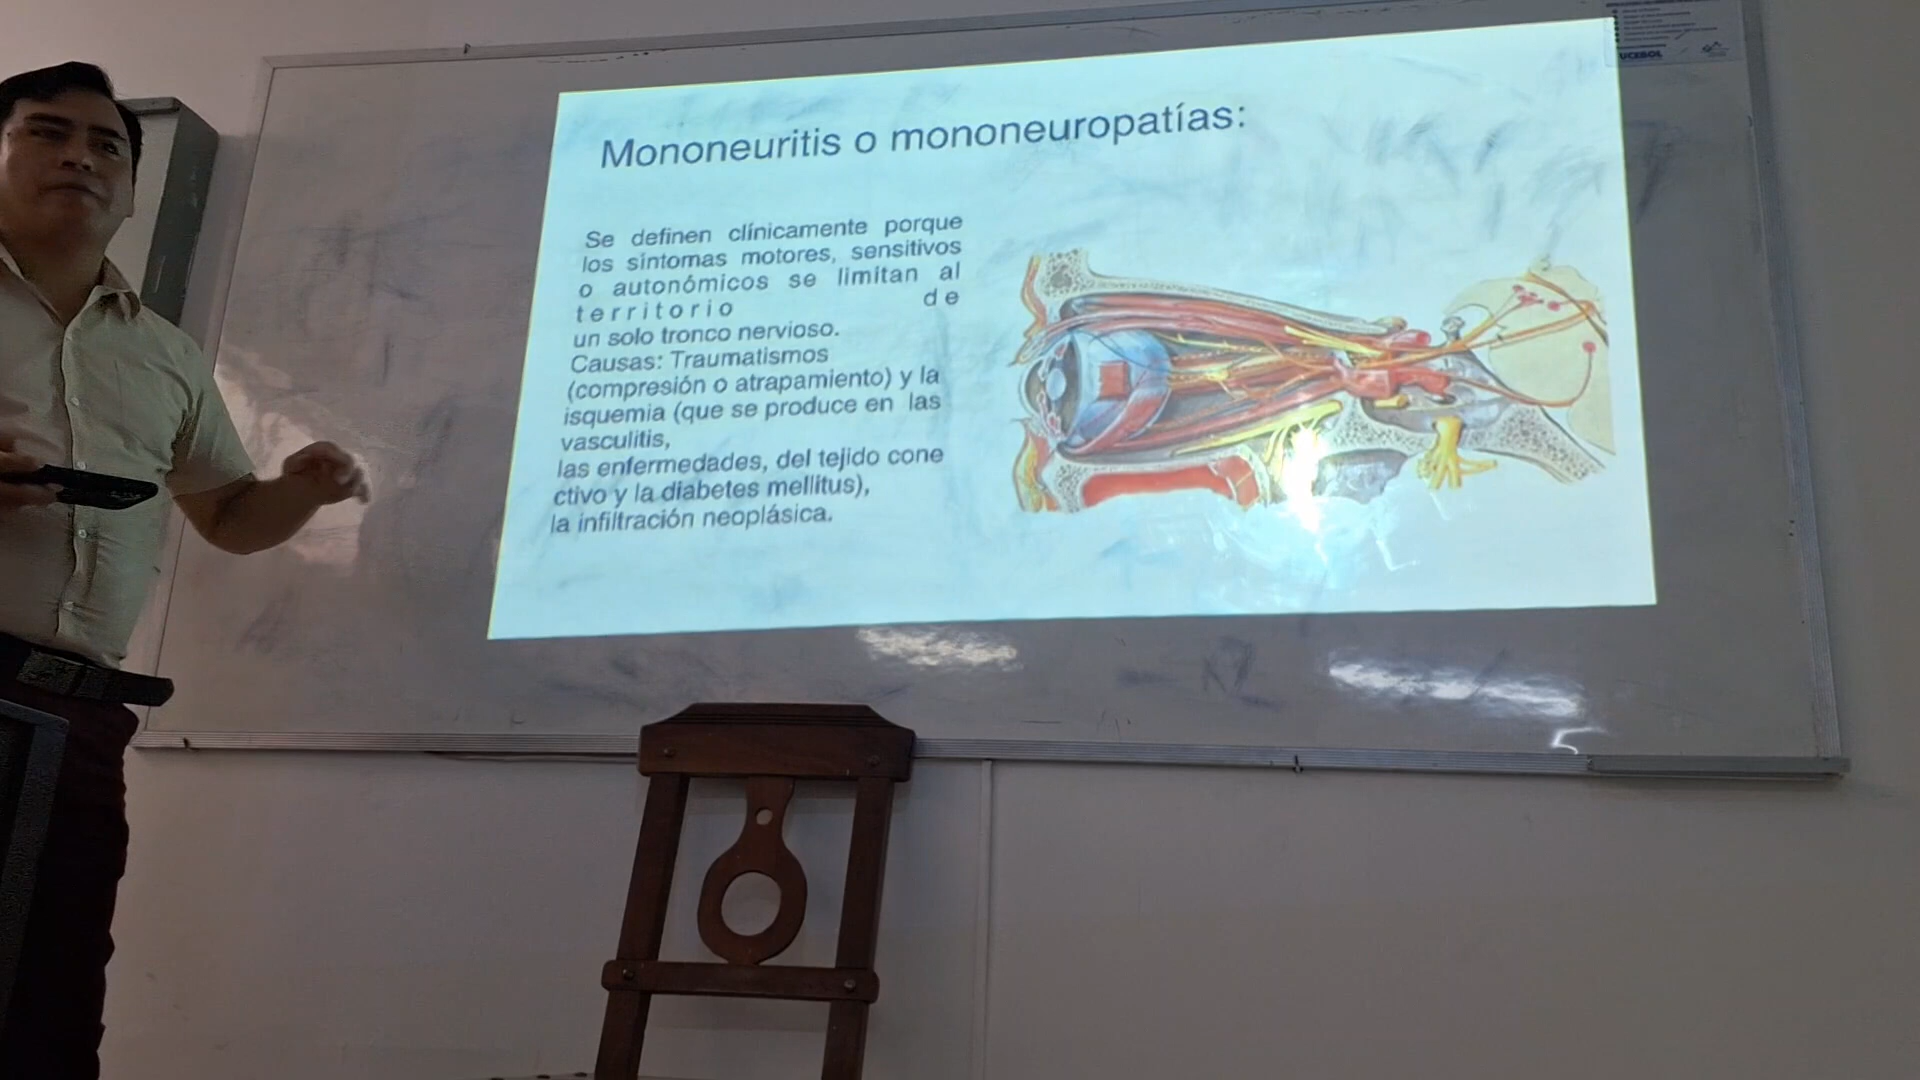 Mononeuritis o mononeuropatías:
Se definen clínicamente porque
los síntomas motores, sensitivos
o autonómicos se limitan al
territorio de
un solo tronco nervioso.
Causas: Traumatismos
(compresión o atrapamiento) y la
isquemia (que se produce en las
vasculitis,
las enfermedades, del tejido cone
ctivo y la diabetes mellitus),
la infiltración neoplásica.
UCEBOL